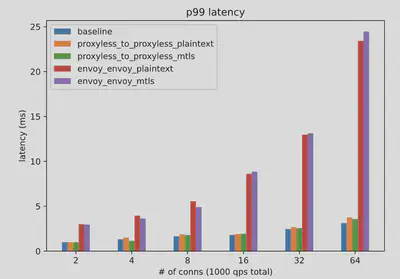 p99 latency
baseline
proxyless_to_proxyless_plaintext
proxyless_to_proxyless_mtls
envoy_envoy_plaintext
envoy_envoy_mtls
latency (ms)
25
20
15
10
5
0
2 4 8 16 32 64
# of conns (1000 qps total)